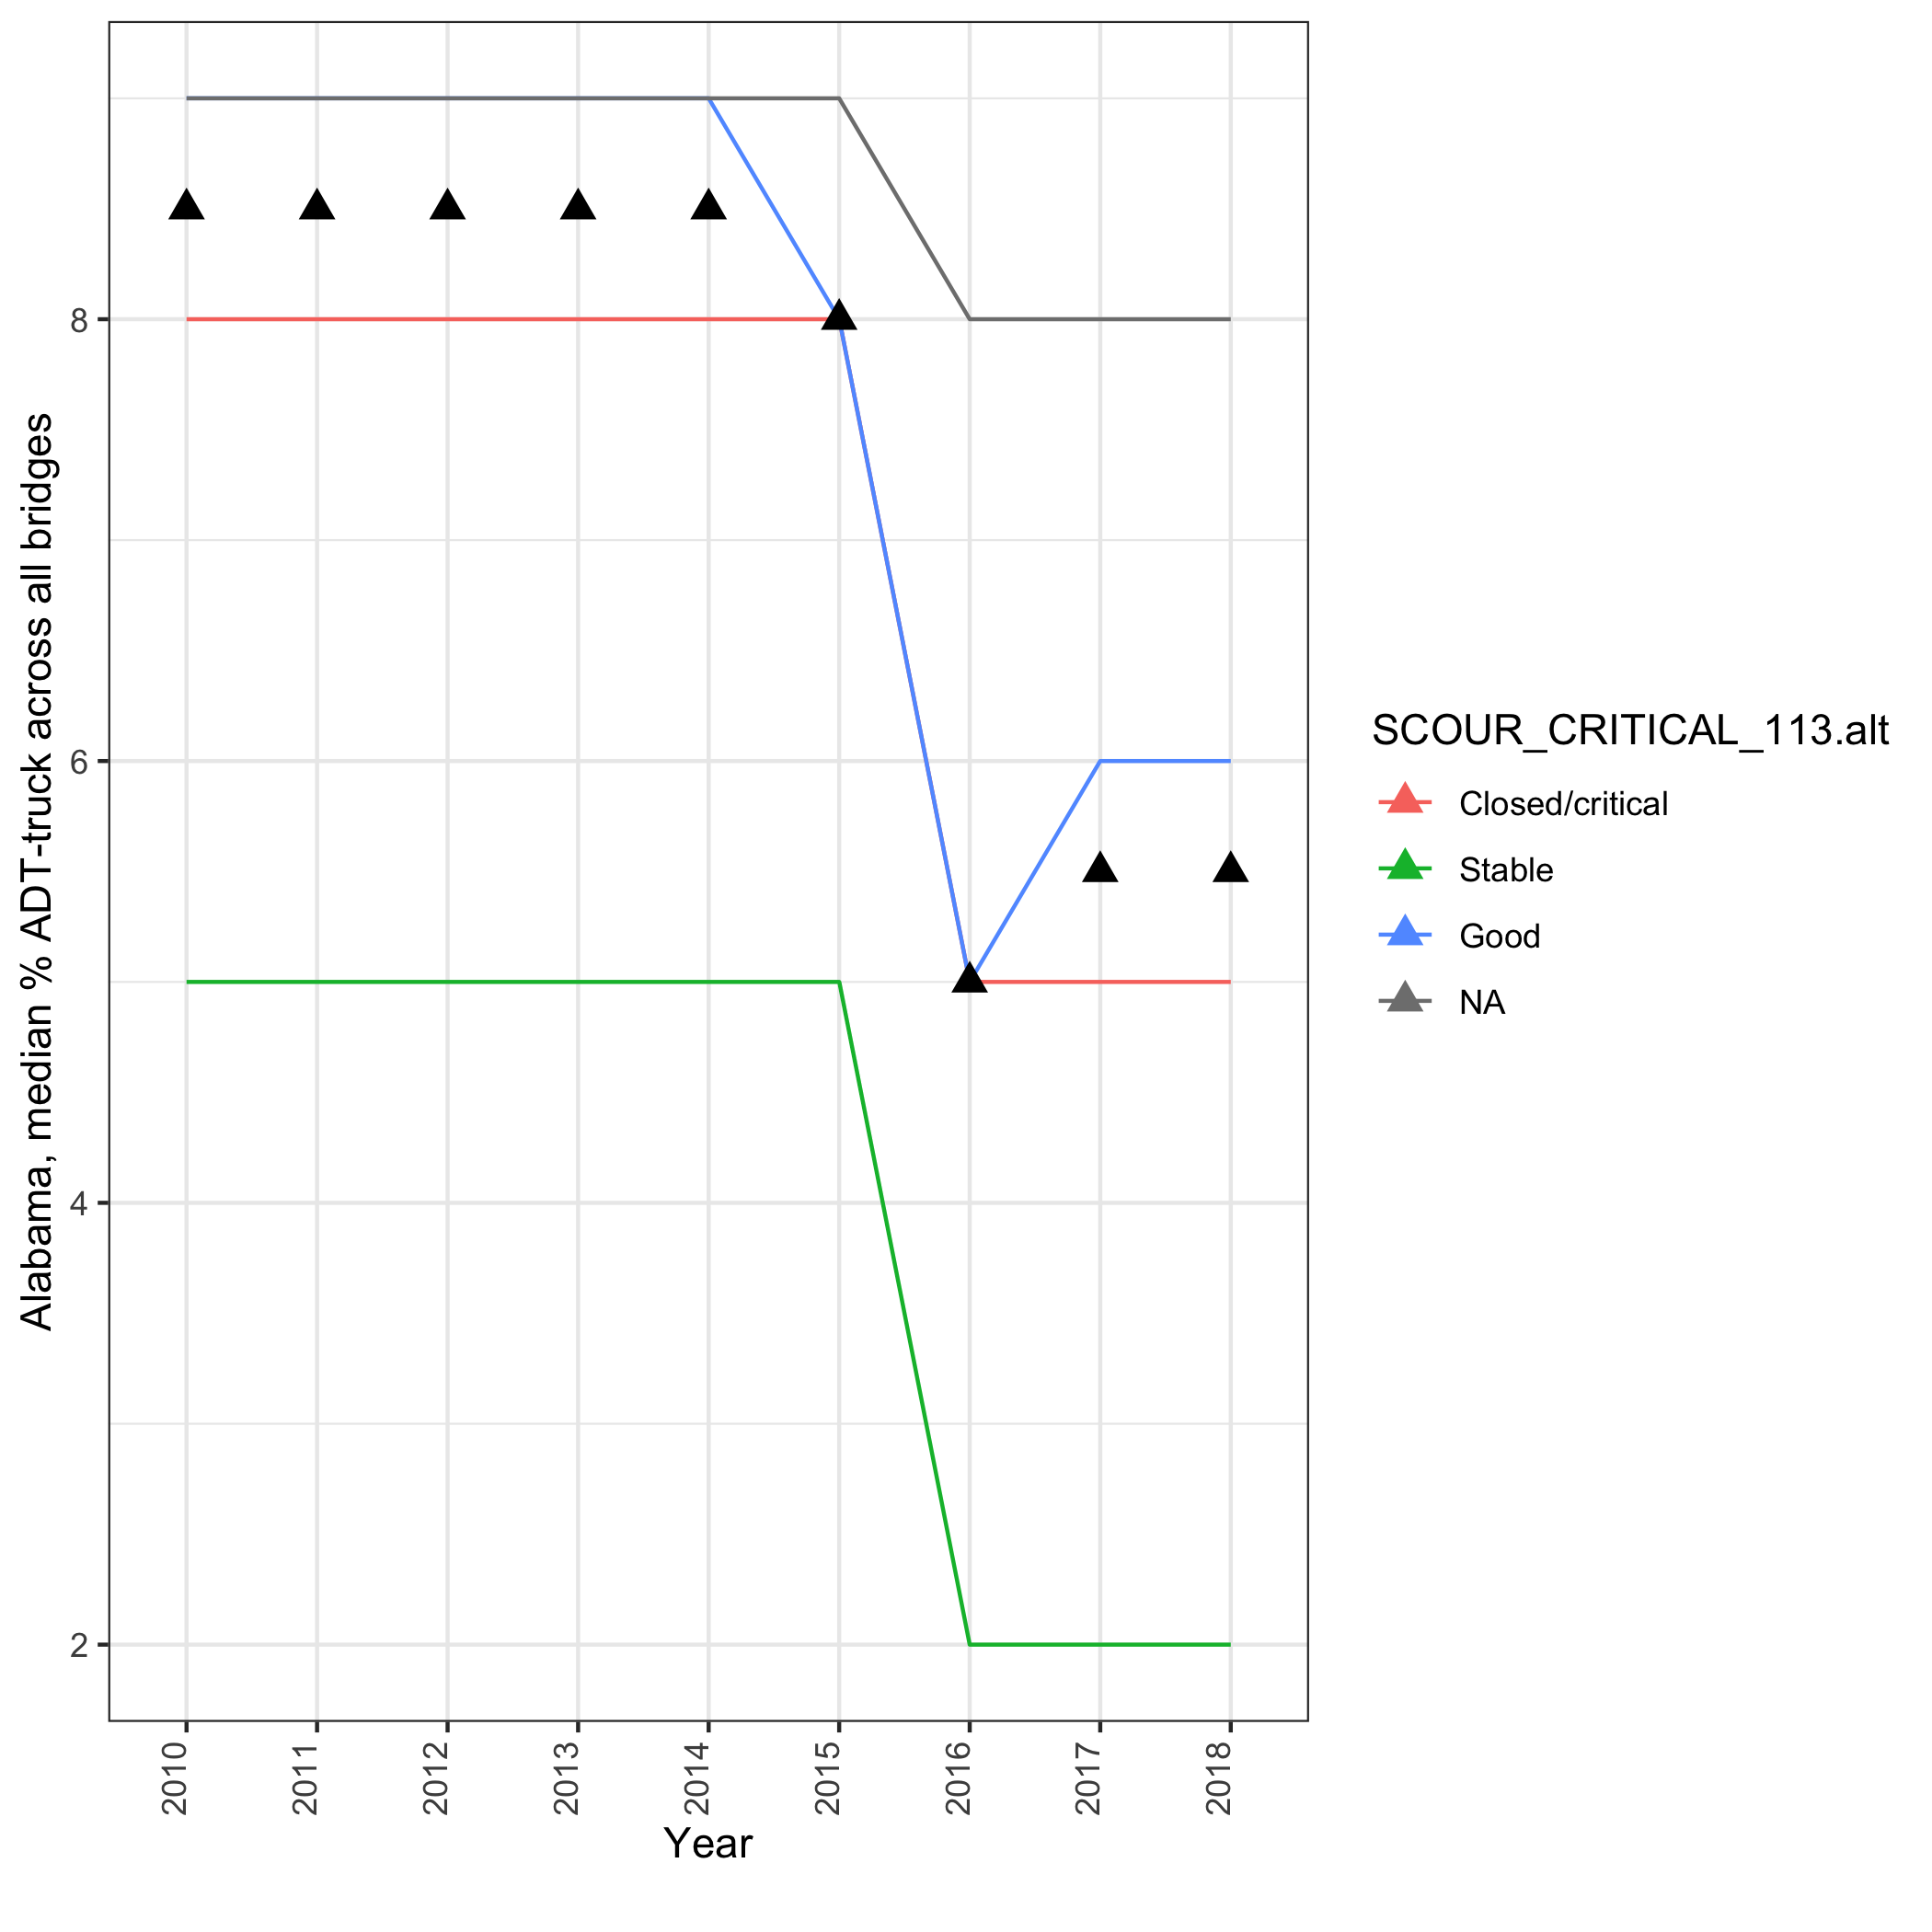 Alabama, median % ADT-truck across all bridges
8
6
4
2
2010
2011
2012
2013
2014
2015
2016
2017
2018
Year
SCOUR_CRITICAL_113.alt
Closed/critical
Stable
Good
NA